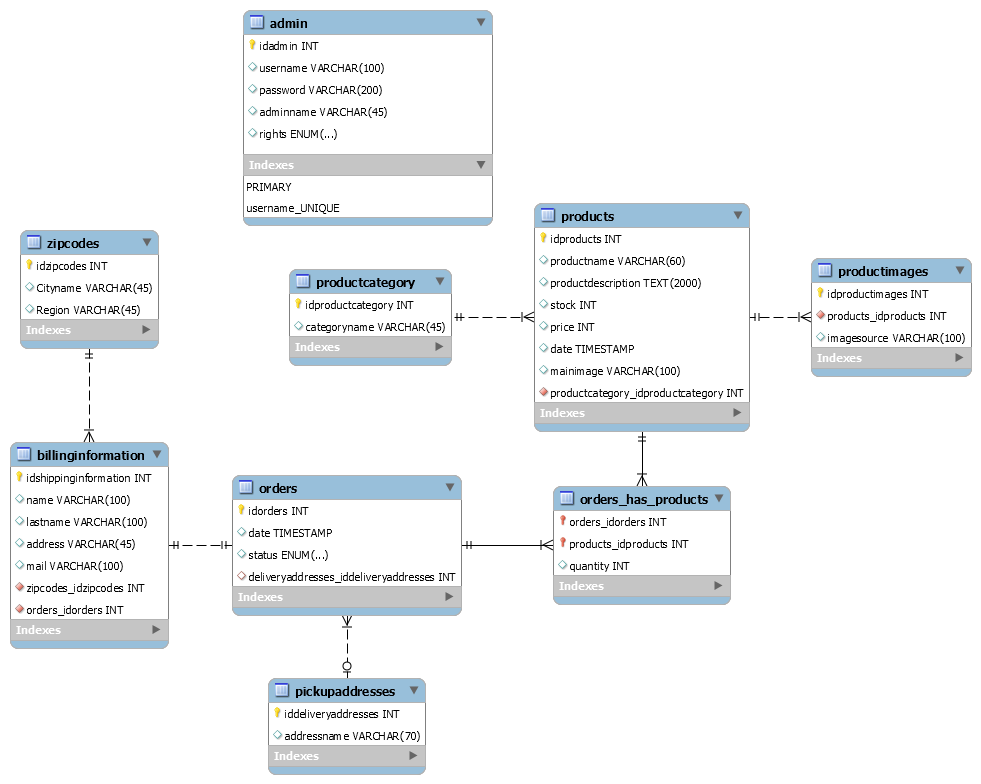 admin
idadmin INT
username VARCHAR(100)
password VARCHAR(200)
adminname VARCHAR(45)
rights ENUM(...)
Indexes
PRIMARY
username_UNIQUE
zipcodes
idzipcodes INT
Cityname VARCHAR(45)
Region VARCHAR(45)
Indexes
productcategory
idproductcategory INT
categoryname VARCHAR(45)
Indexes
products
idproducts INT
productname VARCHAR(60)
productdescription TEXT(2000)
stock INT
price INT
date TIMESTAMP
mainimage VARCHAR(100)
productcategory_idproductcategory INT
Indexes
productimages
idproductimages INT
products_idproducts INT
imagesource VARCHAR(100)
Indexes
billinginformation
idshippinginformation INT
name VARCHAR(100)
lastname VARCHAR(100)
address VARCHAR(45)
mail VARCHAR(100)
zipcodes_idzipcodes INT
orders_idorders INT
Indexes
orders
idorders INT
date TIMESTAMP
status ENUM(...)
deliveryaddresses_iddeliveryaddresses INT
Indexes
orders_has_products
orders_idorders INT
products_idproducts INT
quantity INT
Indexes
pickupaddresses
iddeliveryaddresses INT
addressname VARCHAR(70)
Indexes